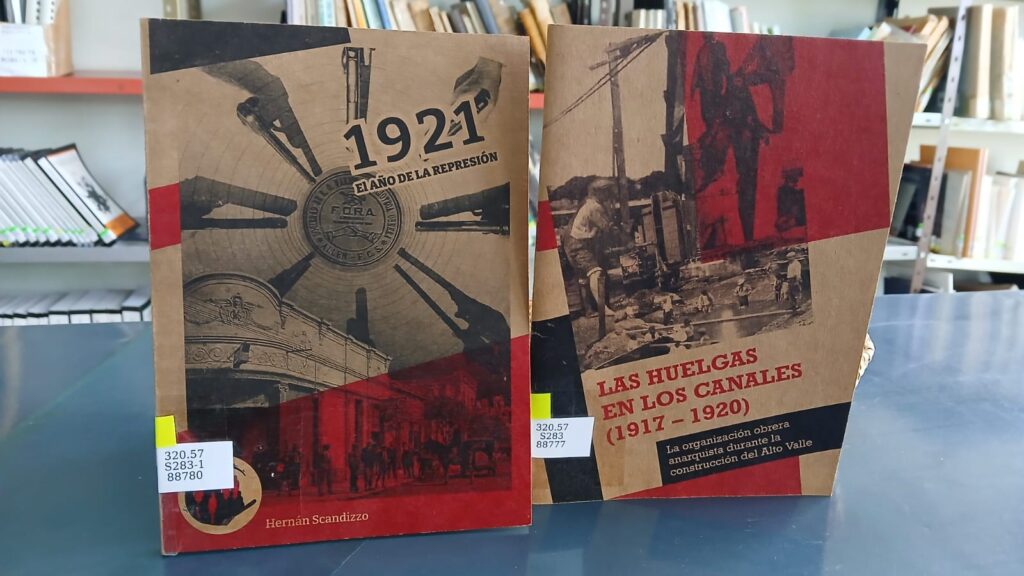 1921
El AÑO DE LA REPRESIÓN
F.O.R.A.
320.57
S283-1
88780
Hernán Scandizzo
LAS HUELGAS
EN LOS CANALES
(1917 – 1920)
La organización obrera
anarquista durante la
construcción del Alto Valle
320.57
S283
88777